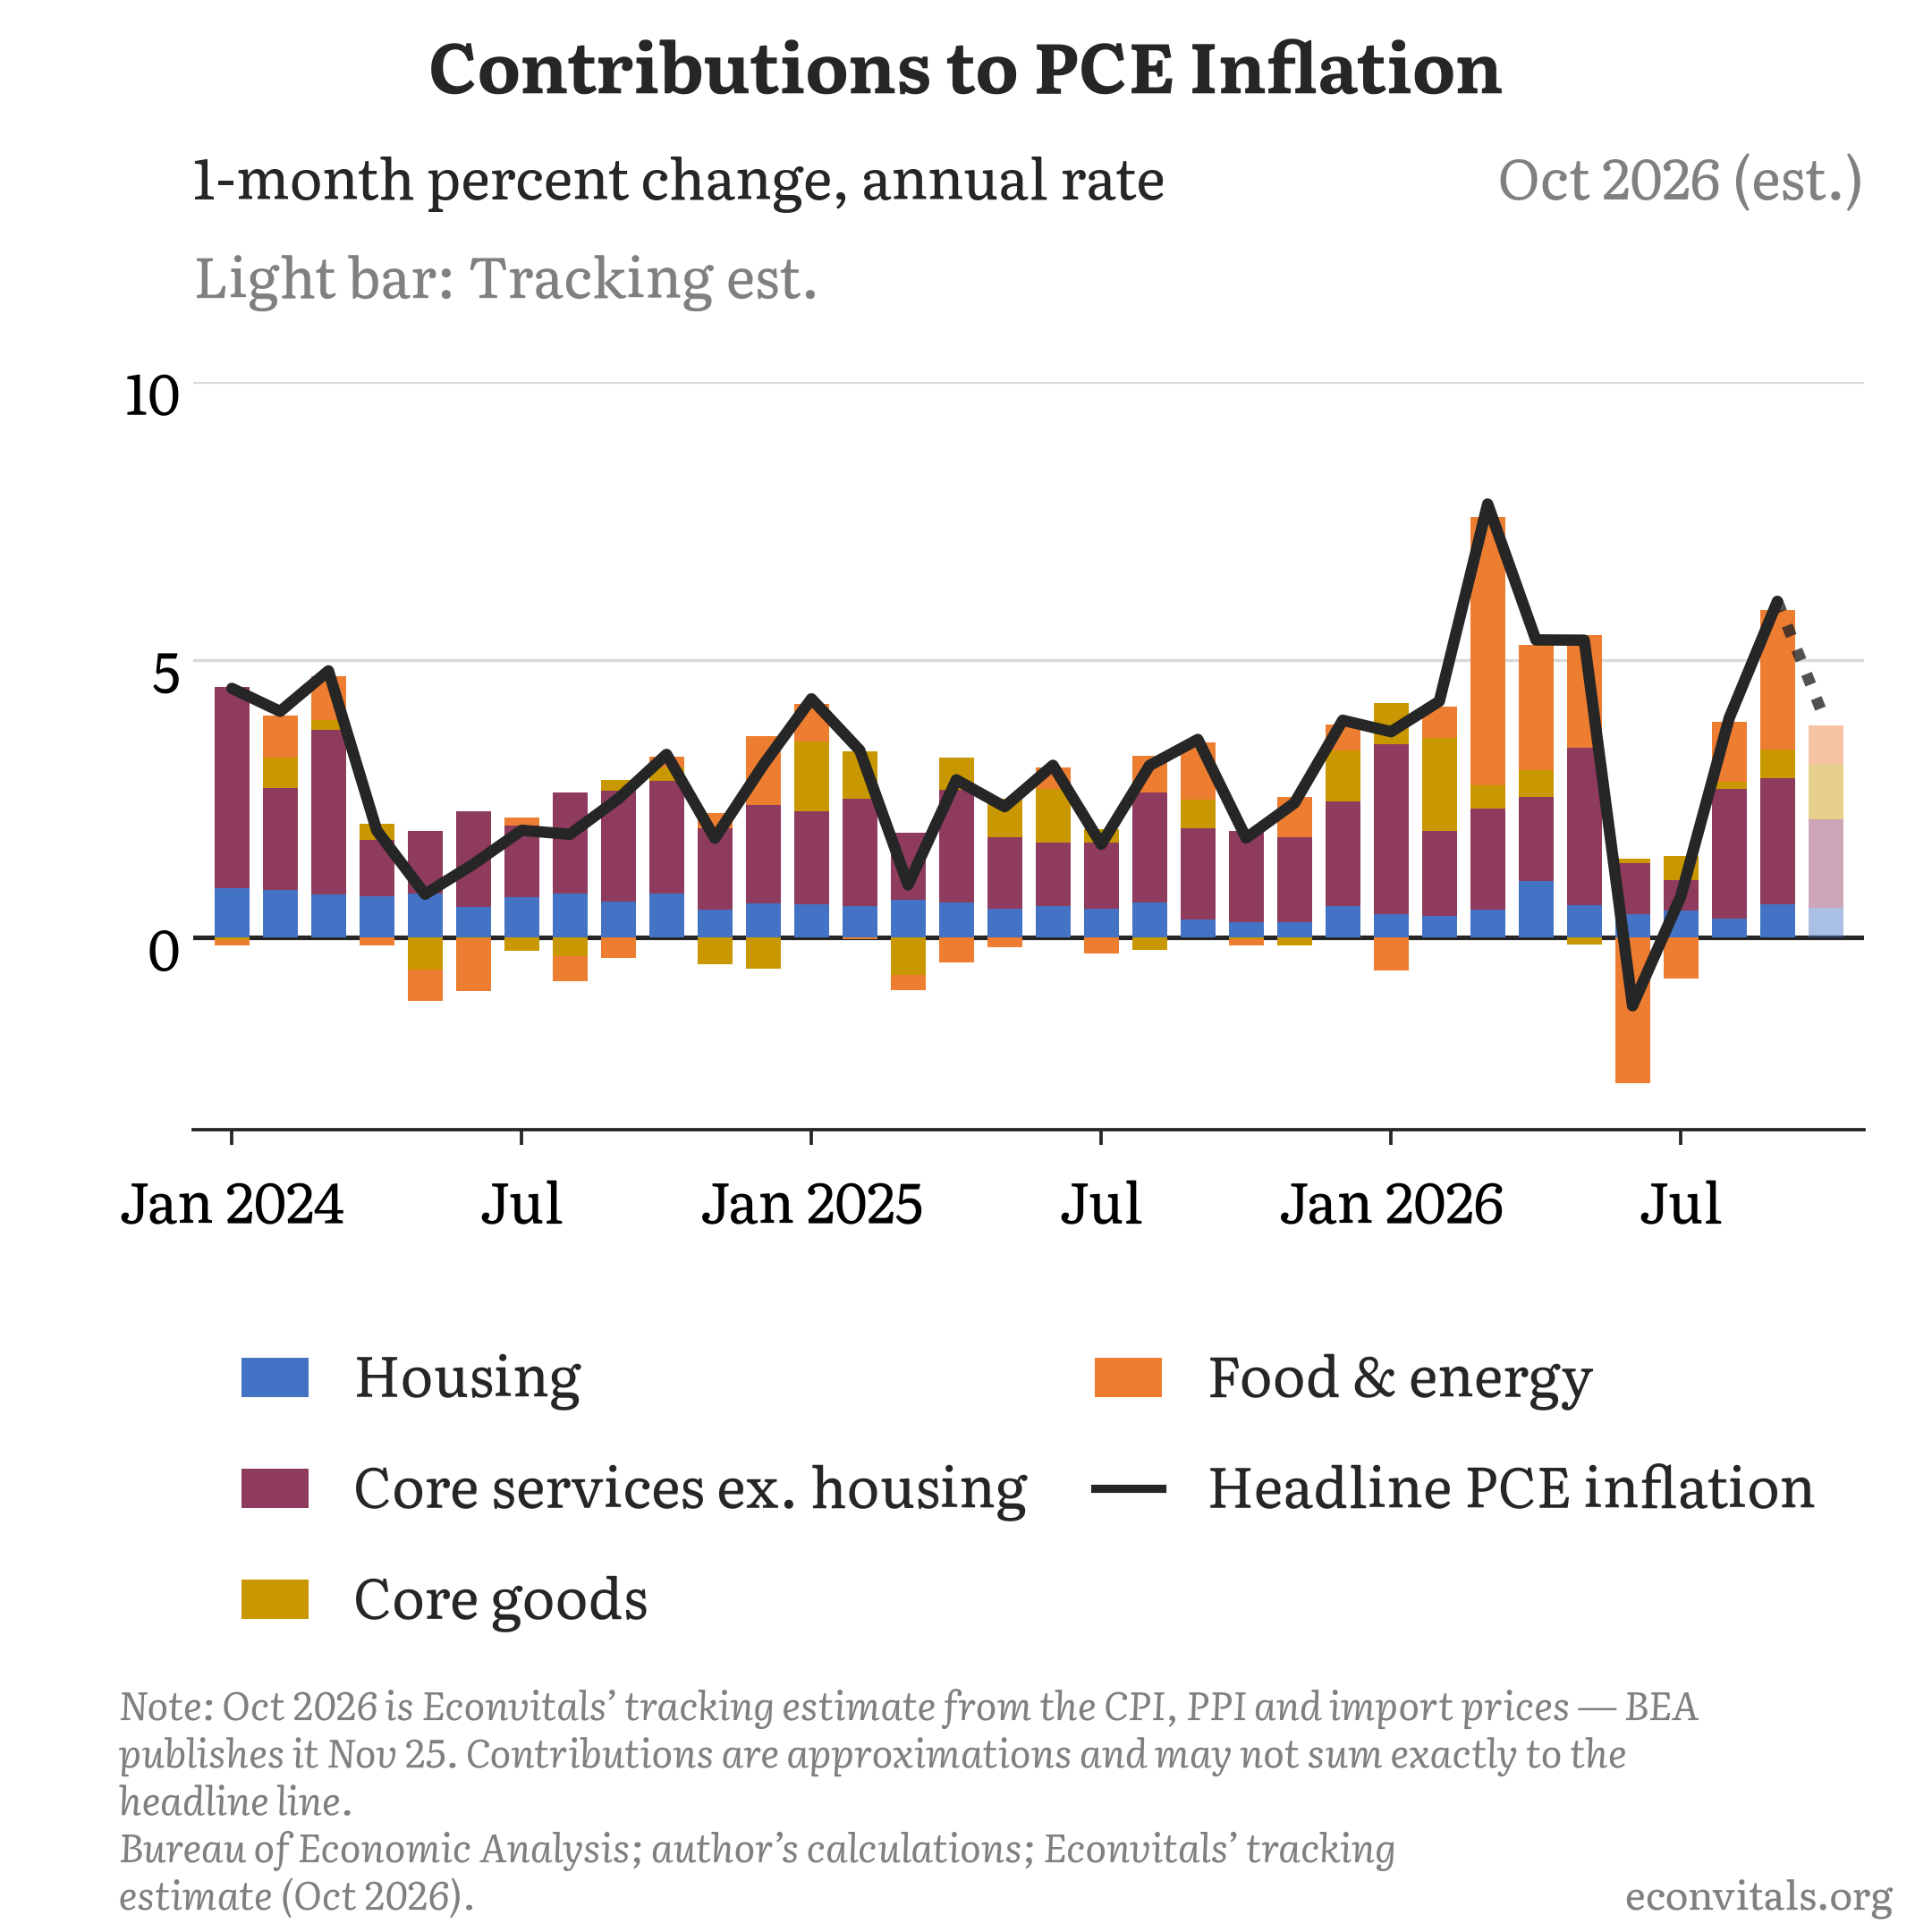 Contributions to PCE Inflation
1-month percent change, annual rate
Oct 2026 (est.)
Light bar: Tracking est.
10
5
0
Jan 2024
Jul
Jan 2025
Jul
Jan 2026
Jul
Housing
Food & energy
Core services ex. housing
Headline PCE inflation
Core goods
Note: Oct 2026 is Econvitals’ tracking estimate from the CPI, PPI and import prices — BEA
publishes it Nov 25. Contributions are approximations and may not sum exactly to the
headline line.
Bureau of Economic Analysis; author’s calculations; Econvitals’ tracking
estimate (Oct 2026).
econvitals.org